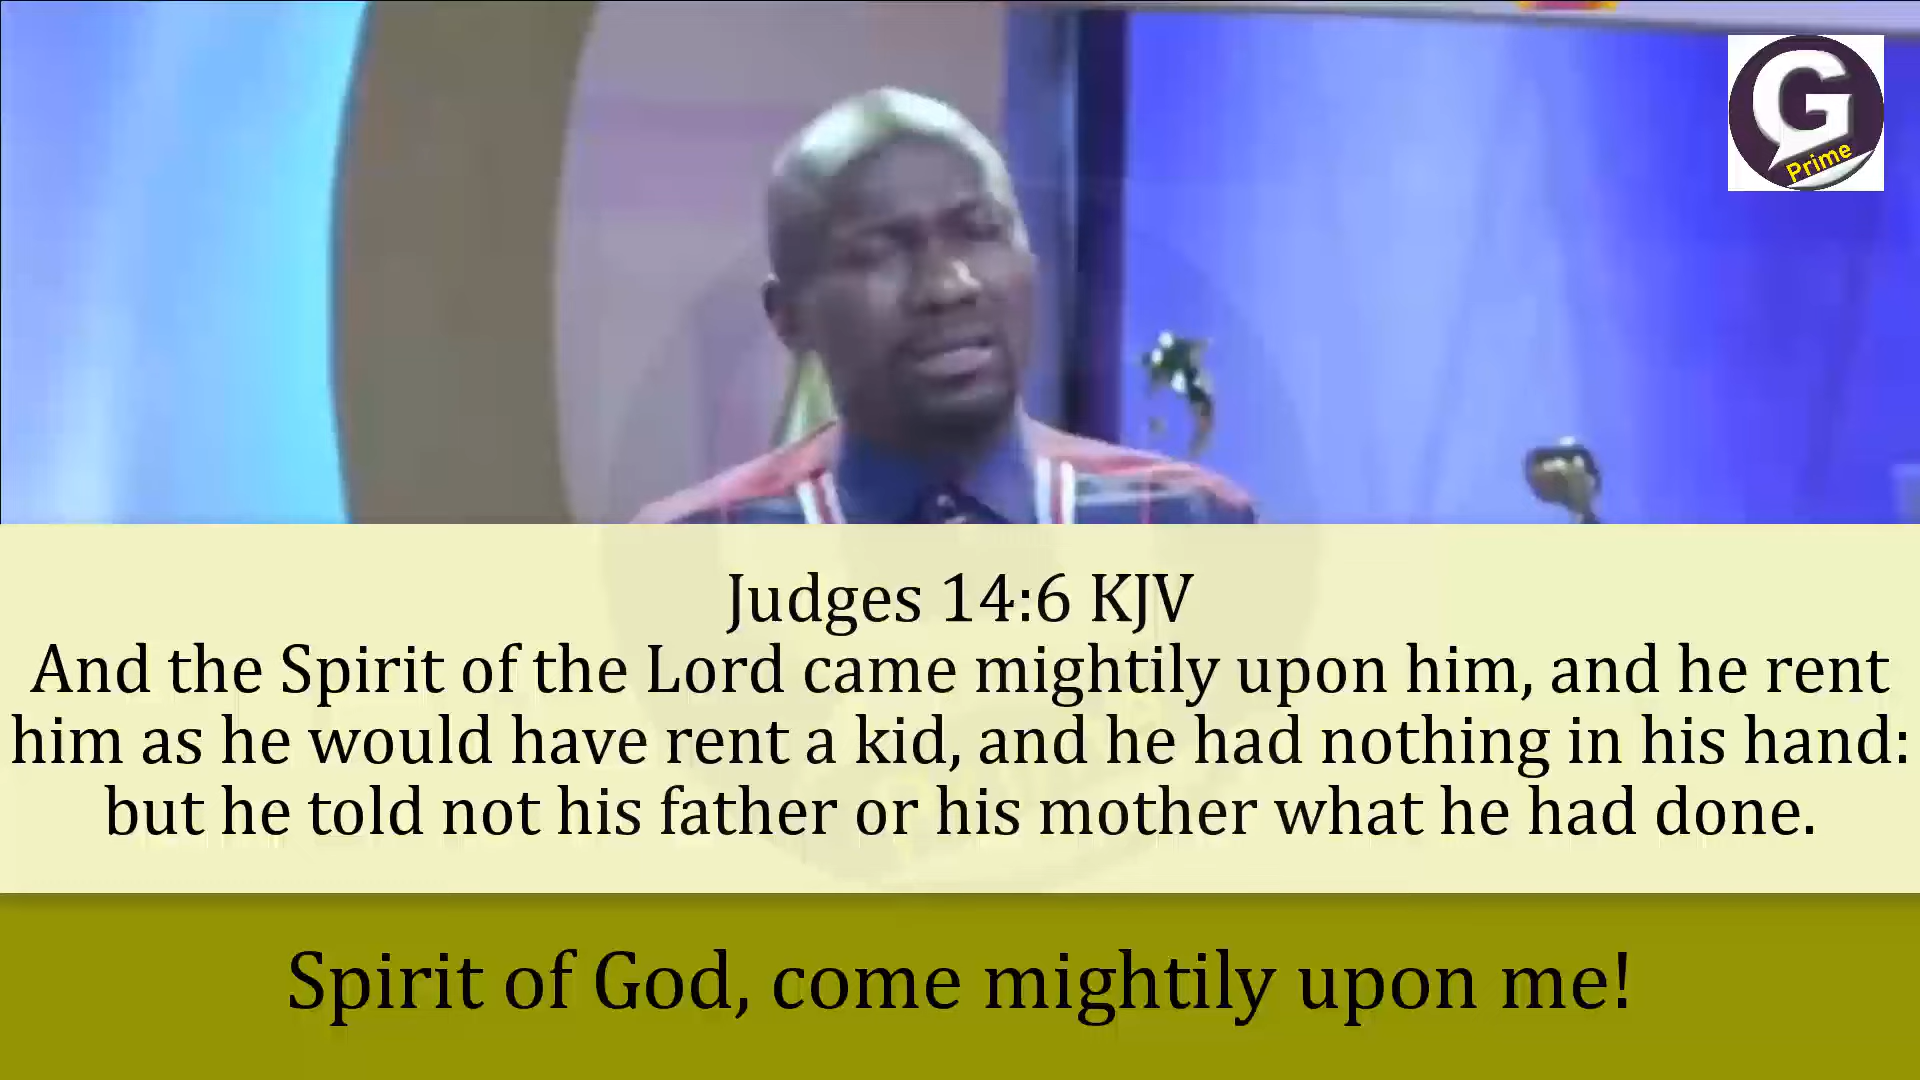 G
Prime
Judges 14:6 KJV
And the Spirit of the Lord came mightily upon him, and he rent
him as he would have rent a kid, and he had nothing in his hand:
but he told not his father or his mother what he had done.
Spirit of God, come mightily upon me!